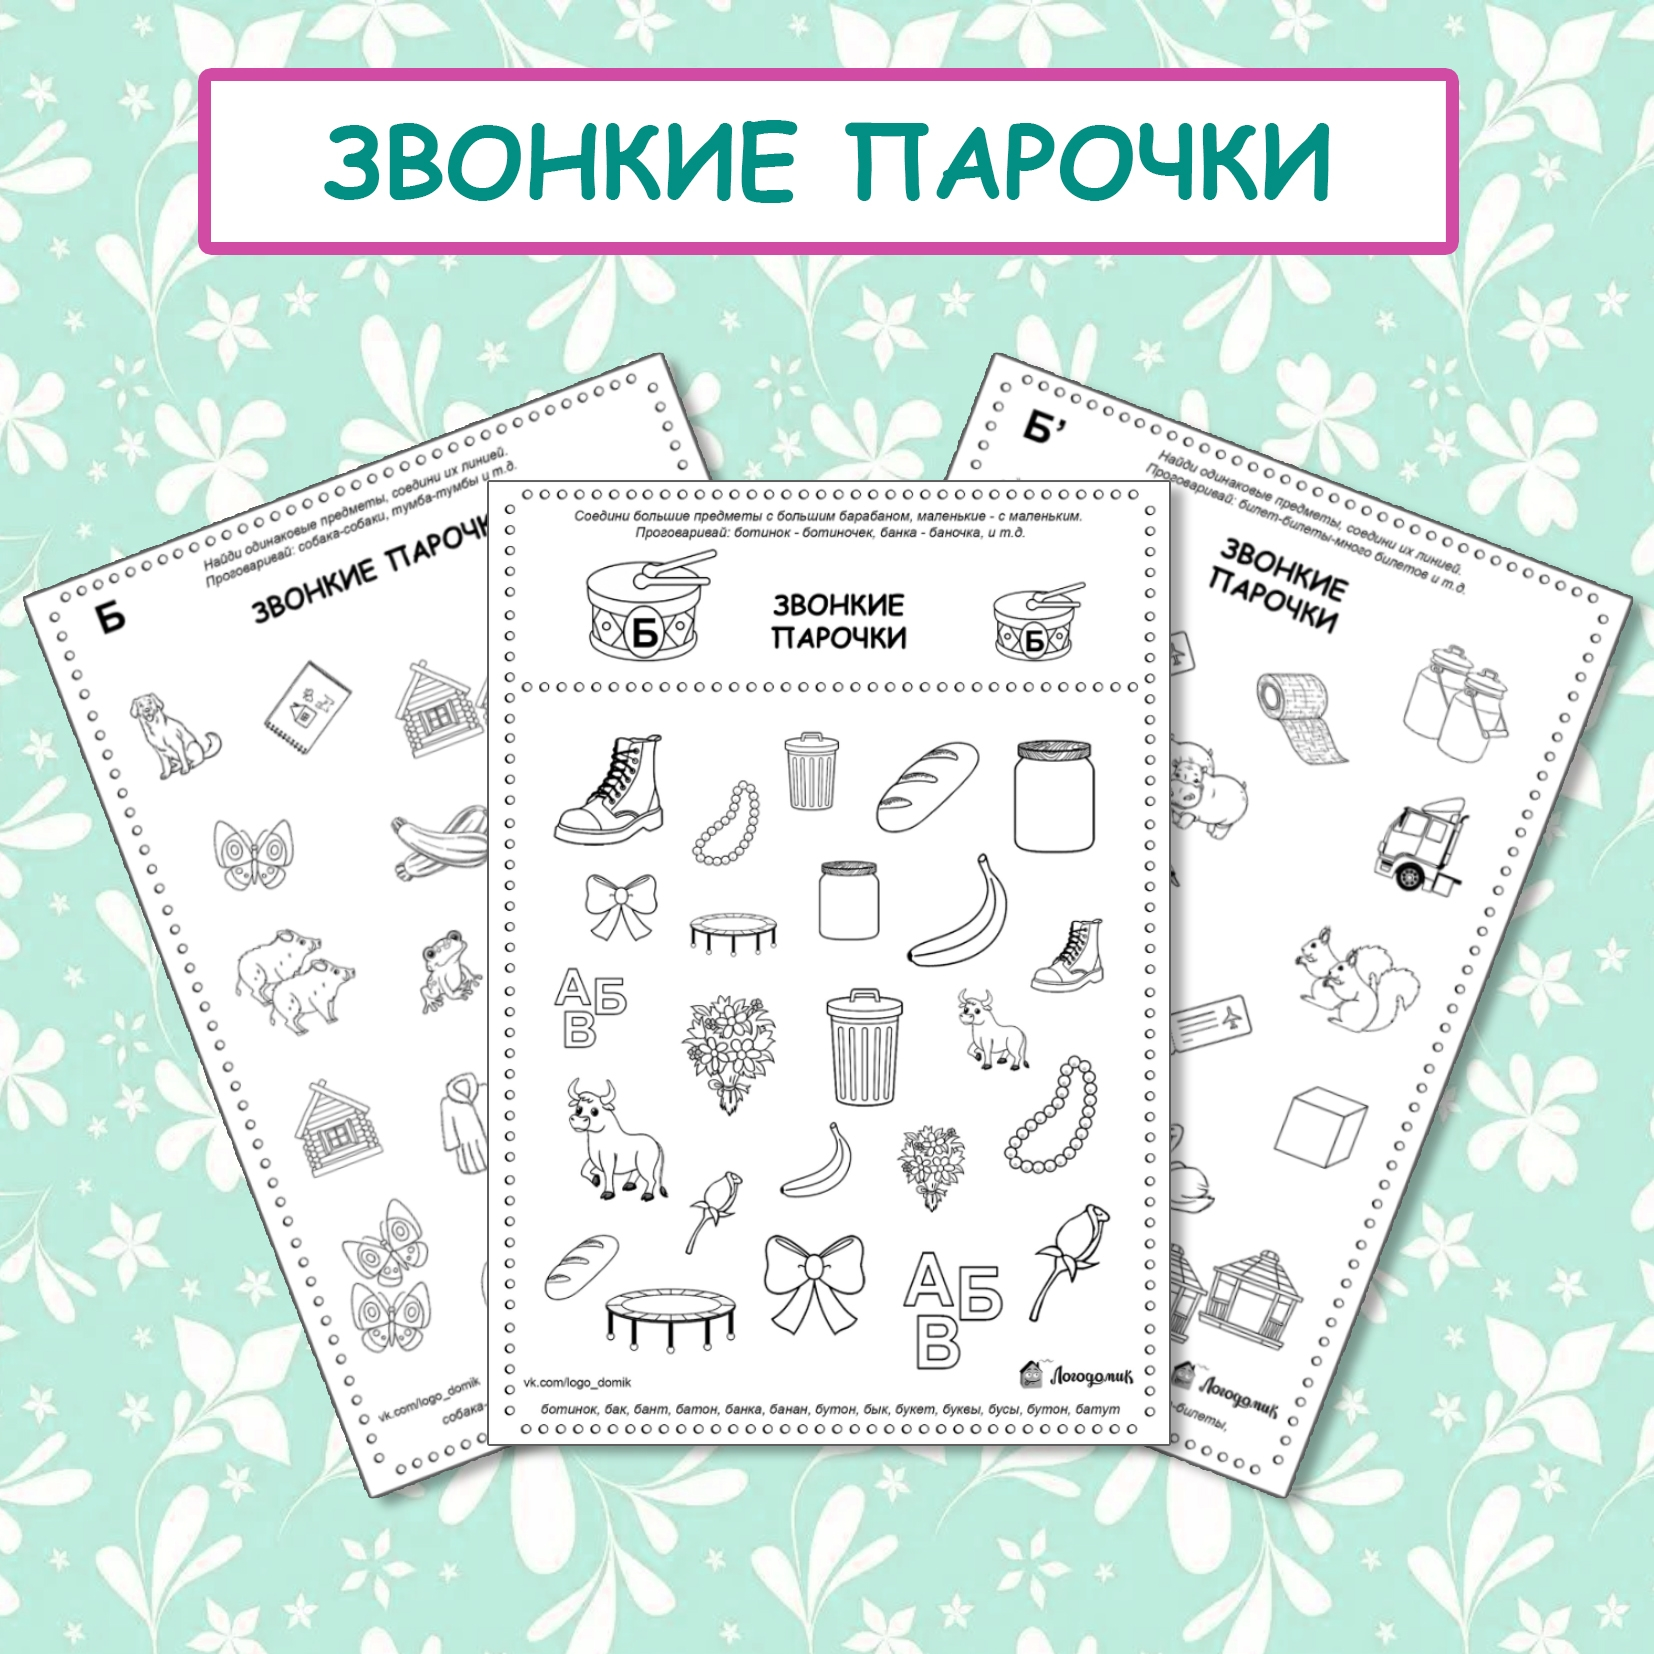 ЗВОНКИЕ ПАРОЧКИ
Найди одинаковые предметы, соедини их линией.
Проговаривай: собака-собаки, тумба-тумбы и т.д.
Б
ЗВОНКИЕ ПАРОЧК
vk.com/logo_domik
собака-
Соедини большие предметы с большим барабаном, маленькие - с маленьким.
Проговаривай: ботинок - ботиночек, банка - баночка, и т.д.
Б
ЗВОНКИЕ
ПАРОЧКИ
Б
А Б
В
А Б
В
vk.com/logo_domik
Логодомик
ботинок, бак, бант, батон, банка, банан, бутон, бык, букет, буквы, бусы, бутон, батут
Б’
Найди одинаковые предметы, соедини их линией.
Проговаривай: билет-билеты-много билетов и т.д.
ЗВОНКИЕ
ПАРОЧКИ
Логодомик
-билеты,